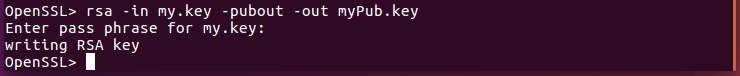 OpenSSL> rsa -in my.key -pubout -out myPub.key
Enter pass phrase for my.key:
writing RSA key
OpenSSL>